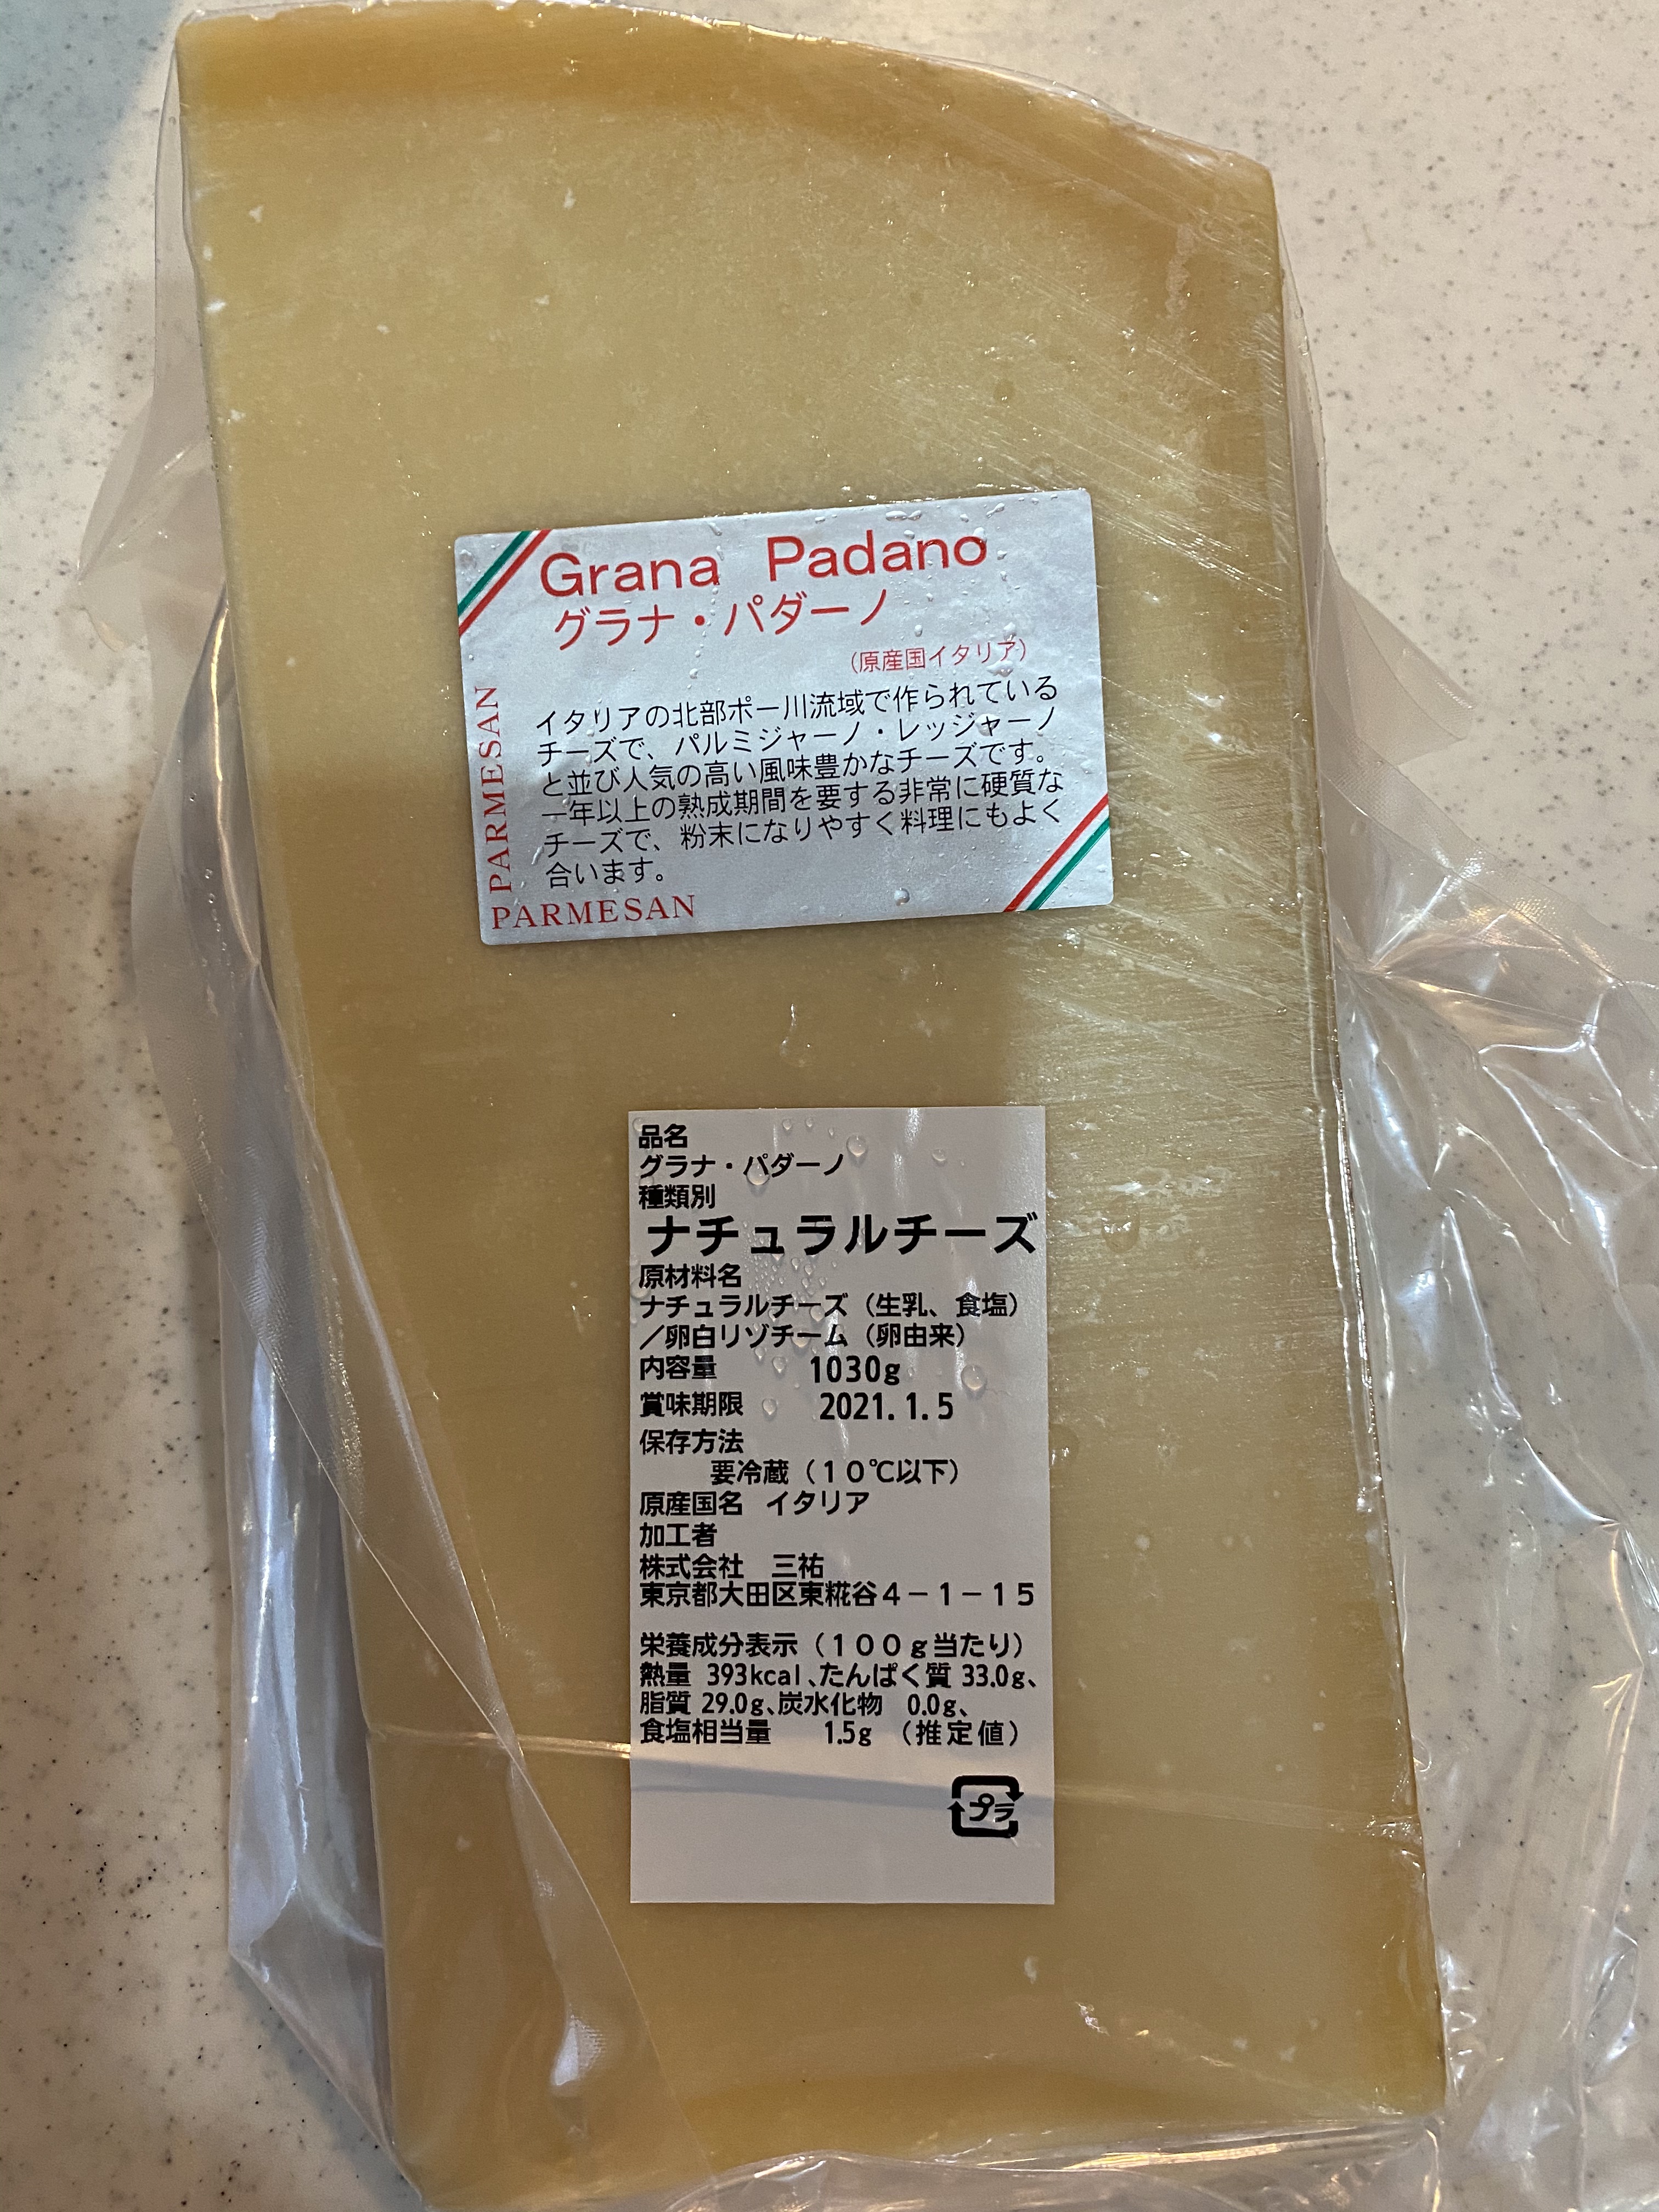 Grana Padano
グラナ・パダーノ
（原産国イタリア）
イタリアの北部ポー川流域で作られている
チーズで、パルミジャーノ・レッジャーノ
と並び人気の高い風味豊かなチーズです。
一年以上の熟成期間を要する非常に硬質な
チーズで、粉末になりやすく料理にもよく
合います。
PARMESAN
PARMESAN
品名
グラナ・パダーノ
種類別
ナチュラルチーズ
原材料名
ナチュラルチーズ（生乳、食塩）
／卵白リゾチーム（卵由来）
内容量 1030g
賞味期限 2021.1.5
保存方法
要冷蔵（１０℃以下）
原産国名 イタリア
加工者
株式会社 三祐
東京都大田区東糀谷４－１－１５
栄養成分表示（１００ｇ当たり）
熱量 393kcal、たんぱく質 33.0g、
脂質 29.0g、炭水化物 0.0g、
食塩相当量 1.5g （推定値）
プラ